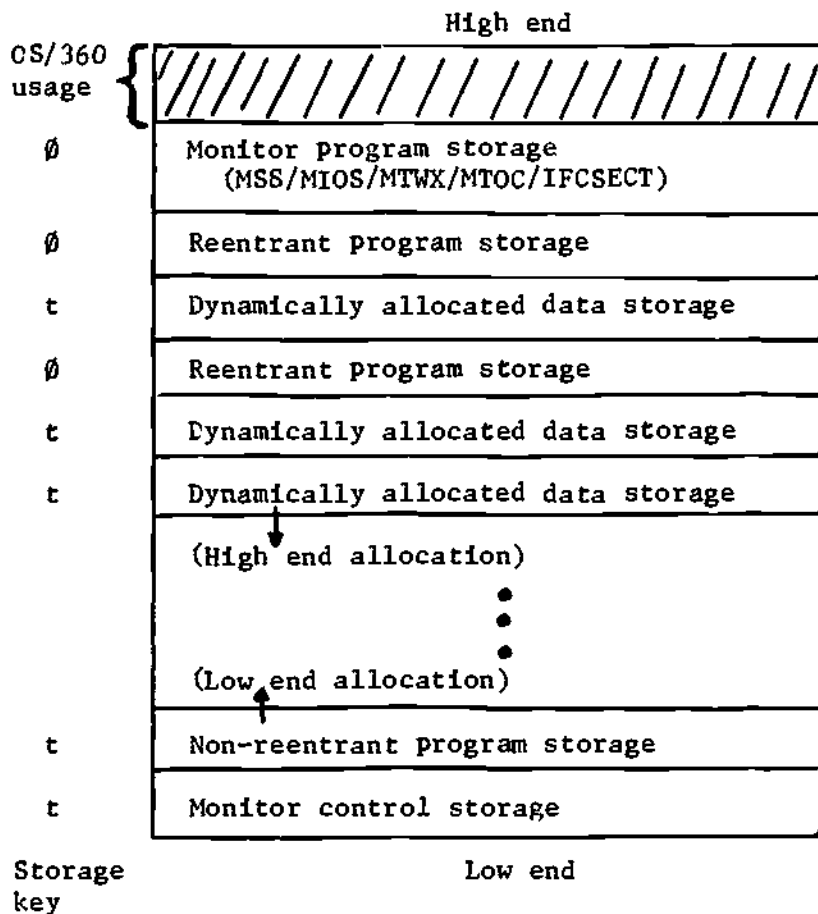 High end
OS/360
usage
Ø Monitor program storage
(MSS/MIOS/MTWX/MTOC/IFCSECT)
Ø Reentrant program storage
t Dynamically allocated data storage
Ø Reentrant program storage
t Dynamically allocated data storage
t Dynamically allocated data storage
(High end allocation)
(Low end allocation)
t Non-reentrant program storage
t Monitor control storage
Storage Low end
key